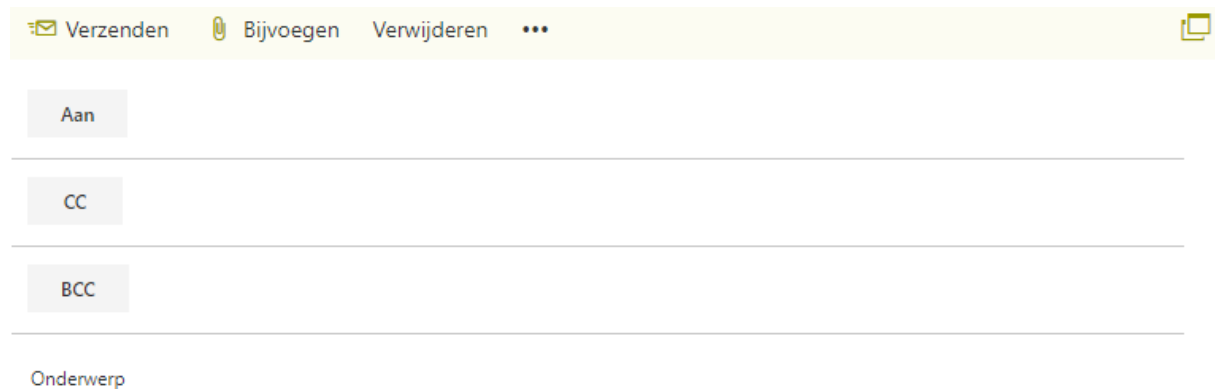 Verzenden Bijvoegen Verwijderen •••
Aan
CC
BCC
Onderwerp